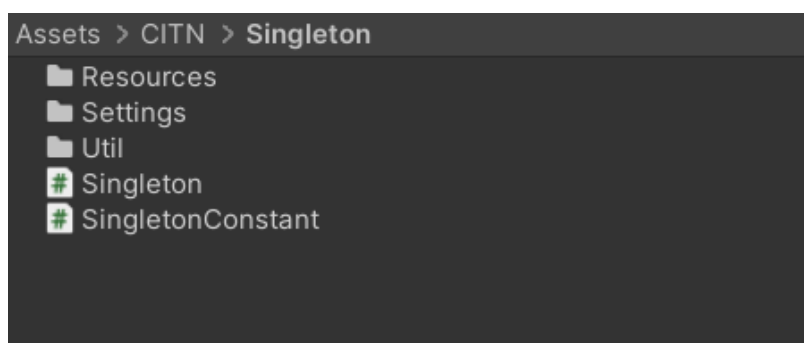 Assets > CITN > Singleton
Resources
Settings
Util
# Singleton
# SingletonConstant